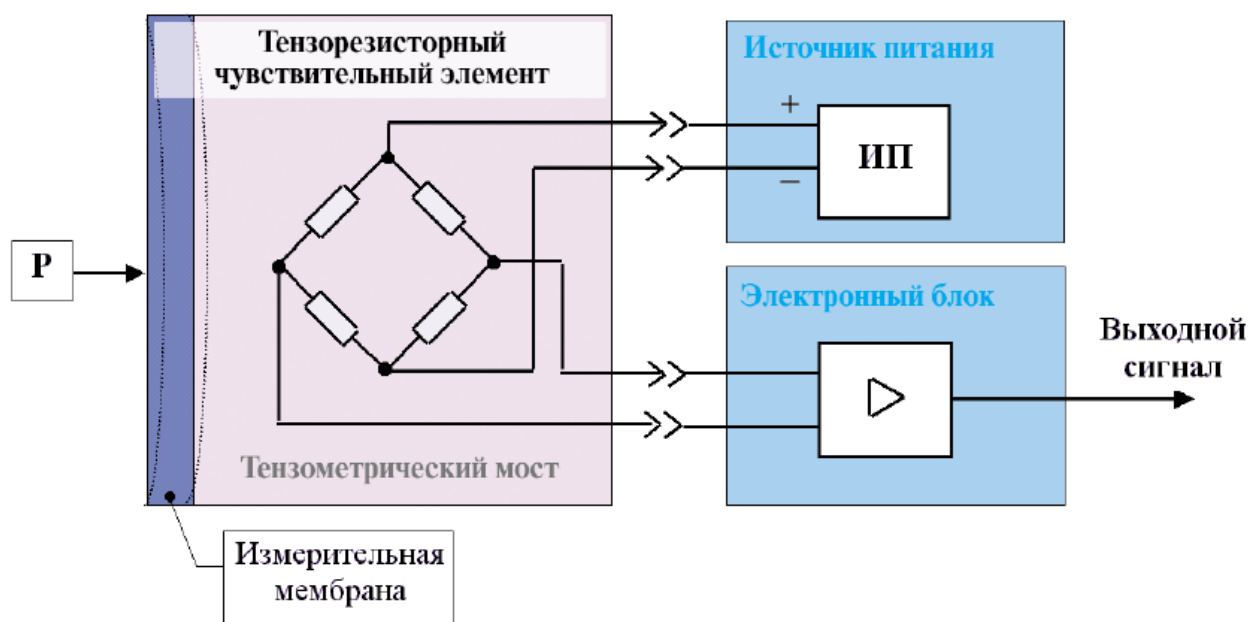 Тензорезисторный
чувствительный элемент
Источник питания
+
ИП
−
P
Электронный блок
Выходной
сигнал
Тензометрический мост
Измерительная
мембрана